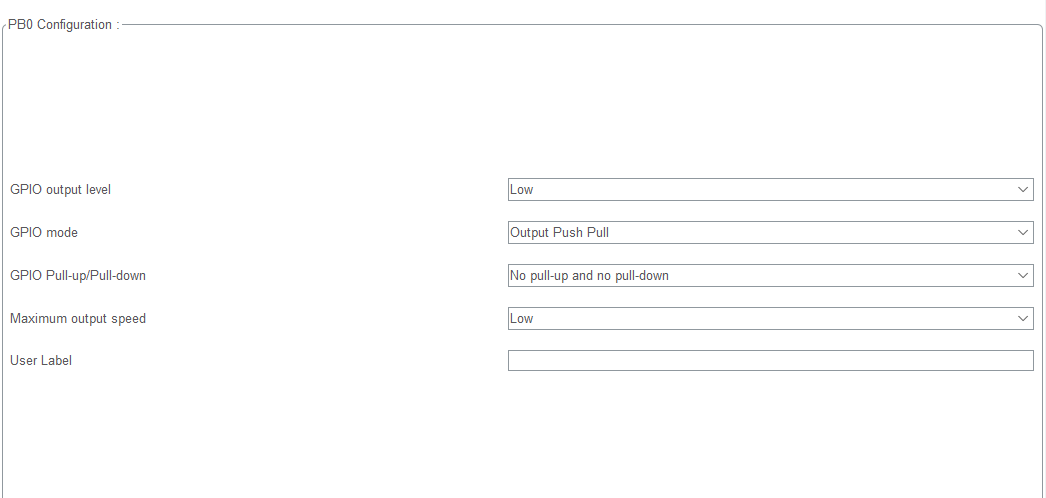 PB0 Configuration :
GPIO output level
Low
GPIO mode
Output Push Pull
GPIO Pull-up/Pull-down
No pull-up and no pull-down
Maximum output speed
Low
User Label